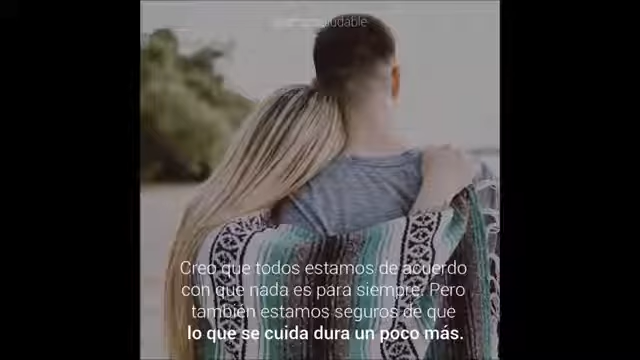 Creo que todos estamos de acuerdo
con que nada es para siempre. Pero
también estamos seguros de que
lo que se cuida dura un poco más.